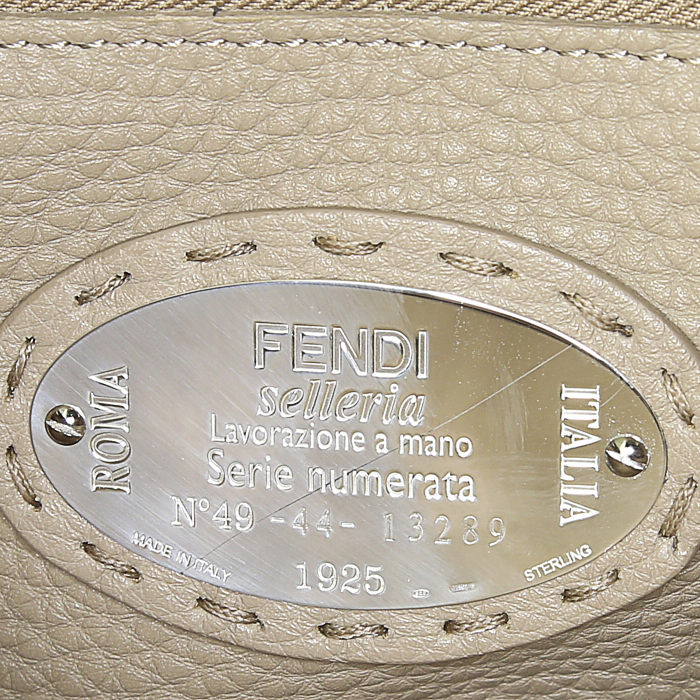 FENDI
selleria
Lavorazione a mano
Serie numerata
N°49 -44- 13289
1925
ROMA
ITALIA
MADE IN ITALY
STERLING